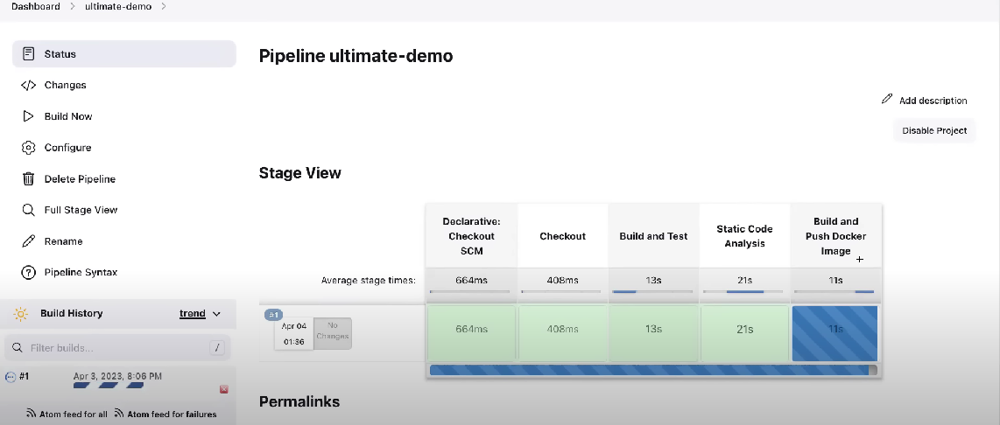 Dashboard > ultimate-demo >
Status
Changes
Build Now
Configure
Delete Pipeline
Full Stage View
Rename
Pipeline Syntax
Build History trend
Filter builds... /
#1 Apr 3, 2023, 8:06 PM
Atom feed for all Atom feed for failures
Pipeline ultimate-demo
Add description
Disable Project
Stage View
Declarative:
Checkout
SCM
Checkout
Build and Test
Static Code
Analysis
Build and
Push Docker
Image
Average stage times: 664ms 408ms 13s 21s 11s
#1
Apr 04
01:36
No
Changes
664ms 408ms 13s 21s 11s
Permalinks